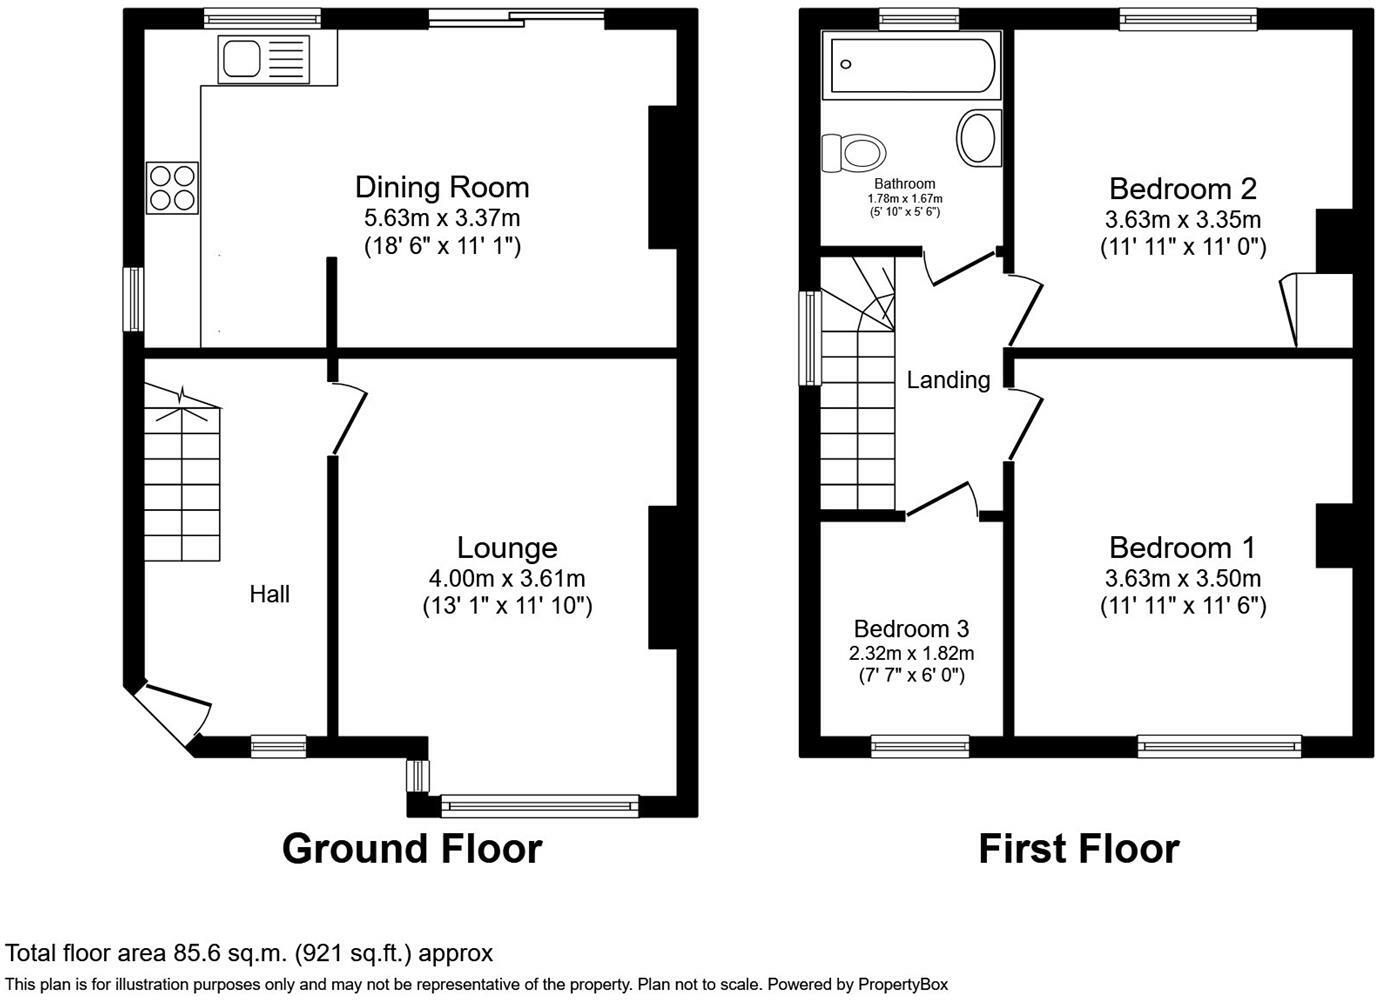 Dining Room
5.63m x 3.37m
(18' 6" x 11' 1")
Lounge
4.00m x 3.61m
(13' 1" x 11' 10")
Hall
Ground Floor
Bathroom
1.78m x 1.67m
(5' 10" x 5' 6")
Bedroom 2
3.63m x 3.35m
(11' 11" x 11' 0")
Landing
Bedroom 1
3.63m x 3.50m
(11' 11" x 11' 6")
Bedroom 3
2.32m x 1.82m
(7' 7" x 6' 0")
First Floor
Total floor area 85.6 sq.m. (921 sq.ft.) approx
This plan is for illustration purposes only and may not be representative of the property. Plan not to scale. Powered by PropertyBox